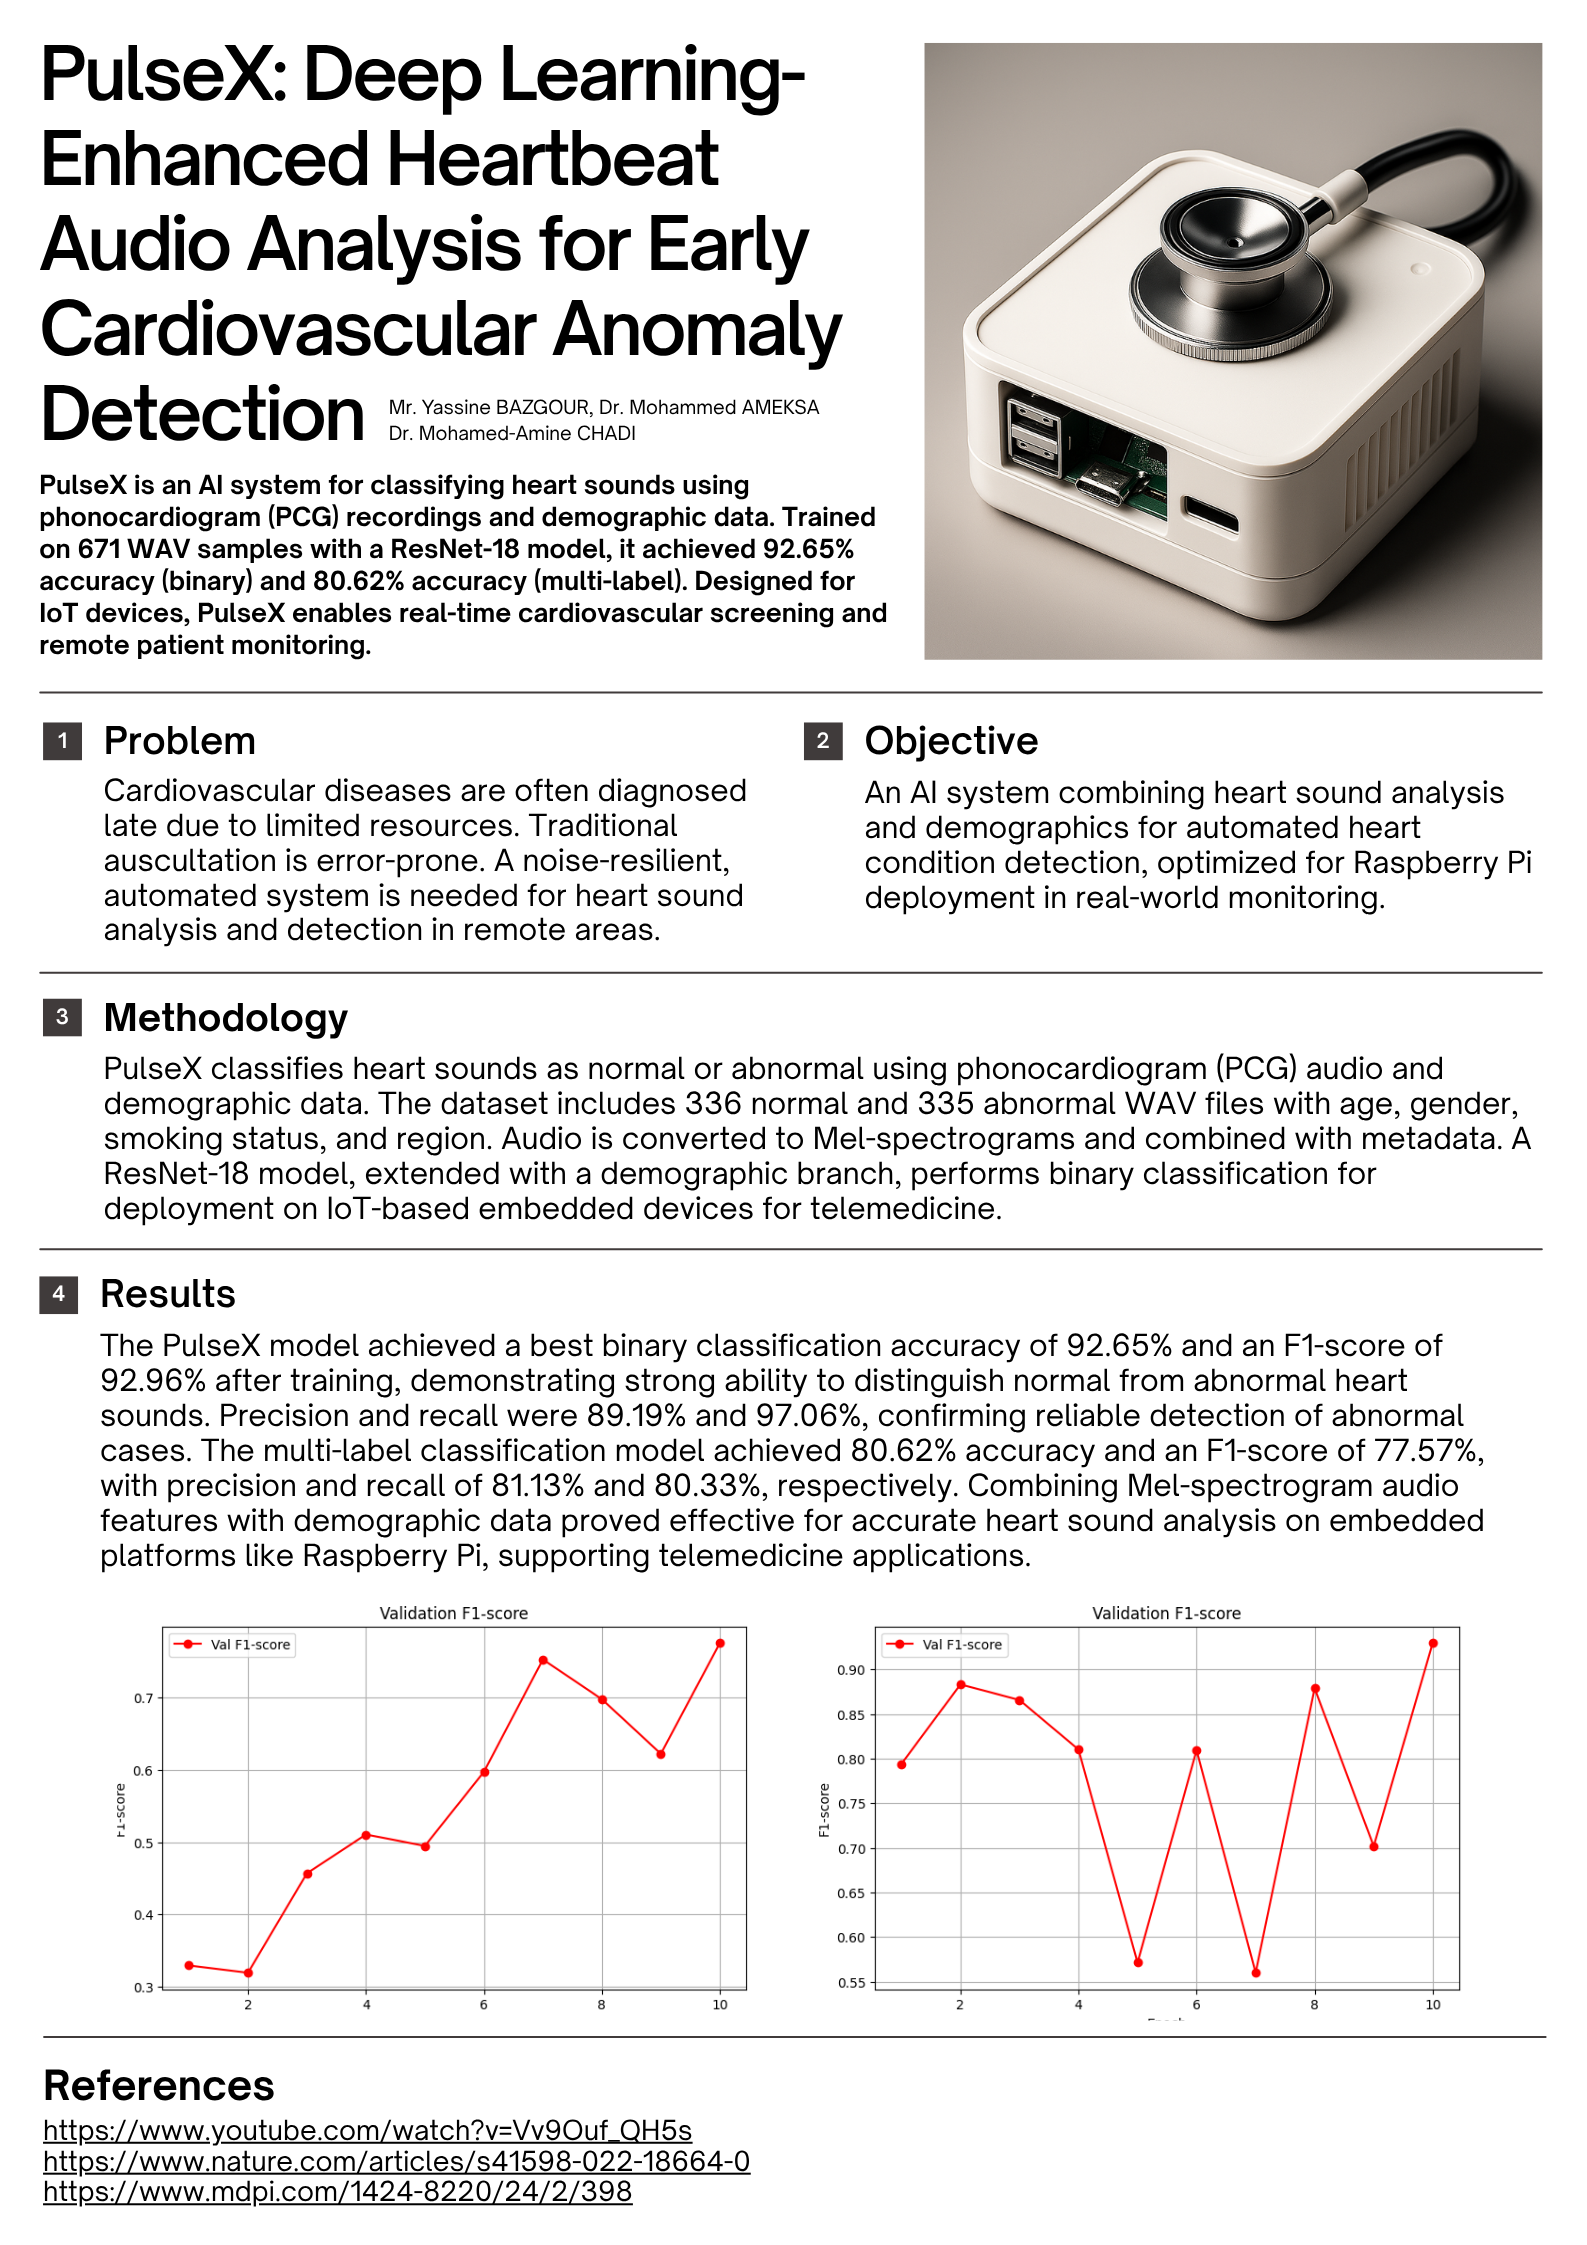 PulseX: Deep Learning-
Enhanced Heartbeat
Audio Analysis for Early
Cardiovascular Anomaly
Detection
Mr. Yassine BAZGOUR, Dr. Mohammed AMEKSA
Dr. Mohamed-Amine CHADI
PulseX is an AI system for classifying heart sounds using
phonocardiogram (PCG) recordings and demographic data. Trained
on 671 WAV samples with a ResNet-18 model, it achieved 92.65%
accuracy (binary) and 80.62% accuracy (multi-label). Designed for
IoT devices, PulseX enables real-time cardiovascular screening and
remote patient monitoring.
1
Problem
Cardiovascular diseases are often diagnosed
late due to limited resources. Traditional
auscultation is error-prone. A noise-resilient,
automated system is needed for heart sound
analysis and detection in remote areas.
2
Objective
An AI system combining heart sound analysis
and demographics for automated heart
condition detection, optimized for Raspberry Pi
deployment in real-world monitoring.
3
Methodology
PulseX classifies heart sounds as normal or abnormal using phonocardiogram (PCG) audio and
demographic data. The dataset includes 336 normal and 335 abnormal WAV files with age, gender,
smoking status, and region. Audio is converted to Mel-spectrograms and combined with metadata. A
ResNet-18 model, extended with a demographic branch, performs binary classification for
deployment on IoT-based embedded devices for telemedicine.
4
Results
The PulseX model achieved a best binary classification accuracy of 92.65% and an F1-score of
92.96% after training, demonstrating strong ability to distinguish normal from abnormal heart
sounds. Precision and recall were 89.19% and 97.06%, confirming reliable detection of abnormal
cases. The multi-label classification model achieved 80.62% accuracy and an F1-score of 77.57%,
with precision and recall of 81.13% and 80.33%, respectively. Combining Mel-spectrogram audio
features with demographic data proved effective for accurate heart sound analysis on embedded
platforms like Raspberry Pi, supporting telemedicine applications.
Validation F1-score
Val F1-score
0.7
0.6
0.5
0.4
0.3
F1-score
2 4 6 8 10
Validation F1-score
Val F1-score
0.90
0.85
0.80
0.75
0.70
0.65
0.60
0.55
F1-score
2 4 6 8 10
References
https://www.youtube.com/watch?v=Vv9Ouf_QH5s
https://www.nature.com/articles/s41598-022-18664-0
https://www.mdpi.com/1424-8220/24/2/398